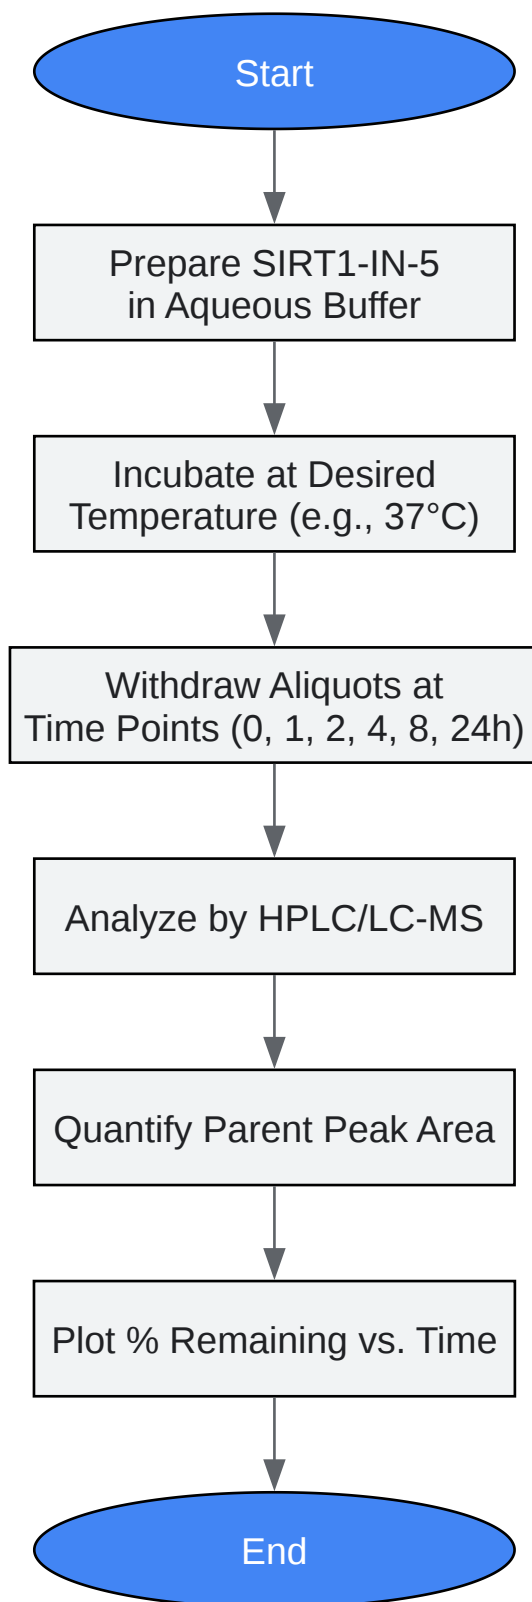 Start
Prepare SIRT1-IN-5
in Aqueous Buffer
Incubate at Desired
Temperature (e.g., 37°C)
Withdraw Aliquots at
Time Points (0, 1, 2, 4, 8, 24h)
Analyze by HPLC/LC-MS
Quantify Parent Peak Area
Plot % Remaining vs. Time
End